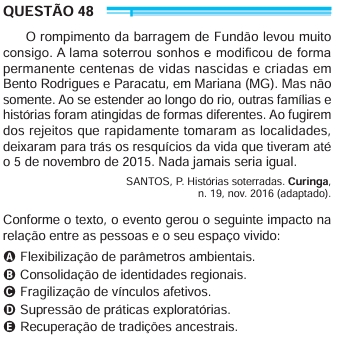 QUESTÃO 48
O rompimento da barragem de Fundão levou muito
consigo. A lama soterrou sonhos e modificou de forma
permanente centenas de vidas nascidas e criadas em
Bento Rodrigues e Paracatu, em Mariana (MG). Mas não
somente. Ao se estender ao longo do rio, outras famílias e
histórias foram atingidas de formas diferentes. Ao fugirem
dos rejeitos que rapidamente tomaram as localidades,
deixaram para trás os resquícios da vida que tiveram até
o 5 de novembro de 2015. Nada jamais seria igual.
SANTOS, P. Histórias soterradas. Curinga,
n. 19, nov. 2016 (adaptado).
Conforme o texto, o evento gerou o seguinte impacto na
relação entre as pessoas e o seu espaço vivido:
A Flexibilização de parâmetros ambientais.
B Consolidação de identidades regionais.
C Fragilização de vínculos afetivos.
D Supressão de práticas exploratórias.
E Recuperação de tradições ancestrais.